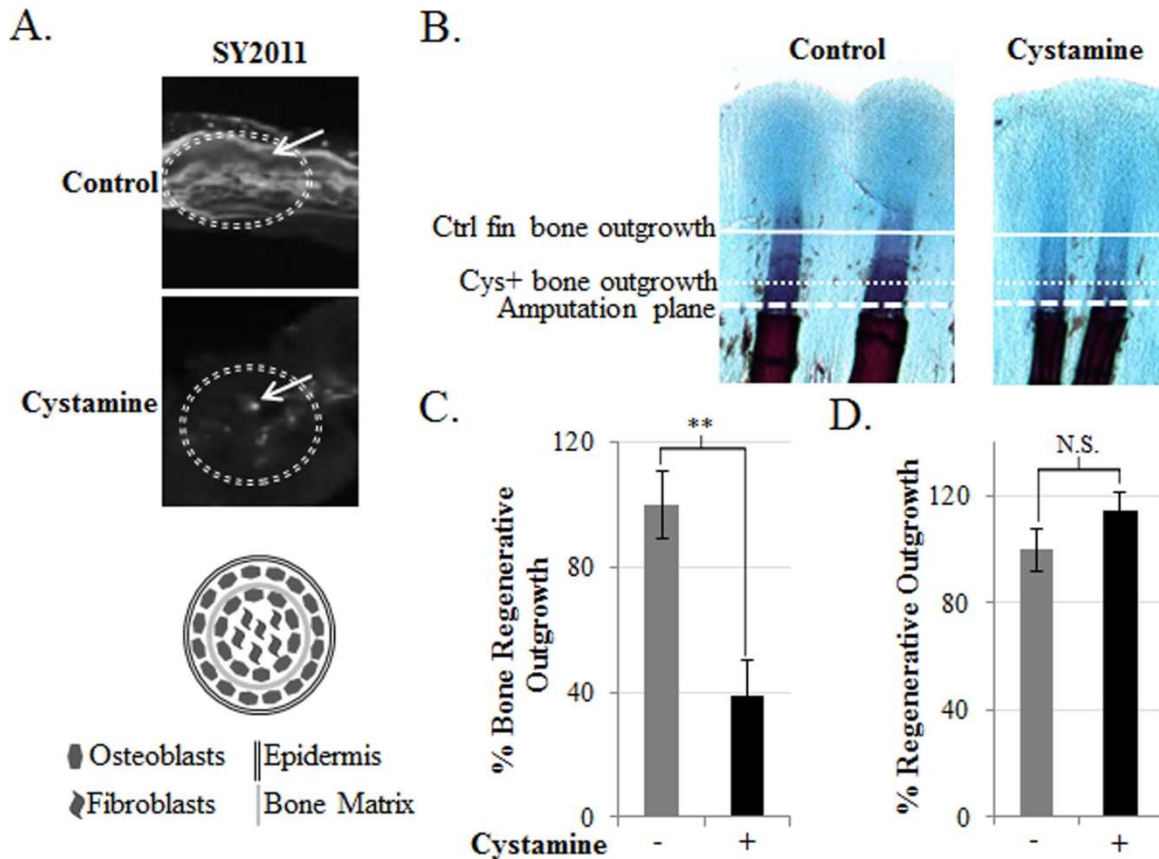 A.
SY2011
Control
Cystamine
Osteoblasts
Epidermis
Fibroblasts
Bone Matrix
B.
Control
Cystamine
Ctrl fin bone outgrowth
Cys+ bone outgrowth
Amputation plane
C.
% Bone Regenerative
Outgrowth
120
80
40
0
**
Cystamine - +
D.
% Regenerative Outgrowth
120
80
40
0
N.S.
- +